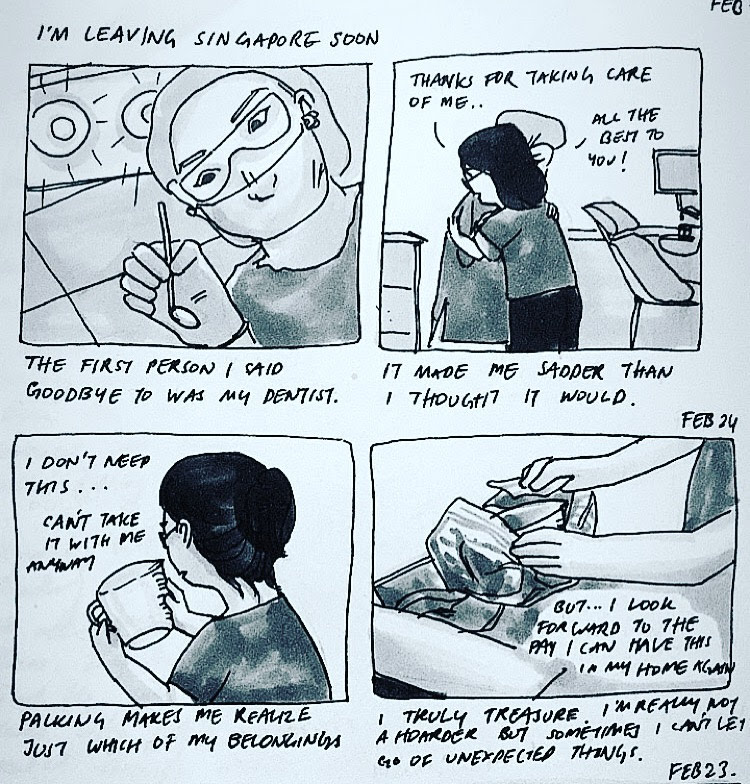 FEB
I'M LEAVING SINGAPORE SOON
THANKS FOR TAKING CARE
OF ME..
ALL THE
BEST TO
YOU!
THE FIRST PERSON I SAID
GOODBYE TO WAS MY DENTIST.
IT MADE ME SADDER THAN
I THOUGHT IT WOULD.
FEB 24
I DON'T NEED
THIS...
CAN'T TAKE
IT WITH ME
ANYWAY
BUT... I LOOK
FORWARD TO THE
DAY I CAN HAVE THIS
IN MY HOME AGAIN
PACKING MAKES ME REALIZE
JUST WHICH OF MY BELONGINGS
I TRULY TREASURE. I'M REALLY NOT
A HOARDER BUT SOMETIMES I CAN'T LET
GO OF UNEXPECTED THINGS.
FEB 23.